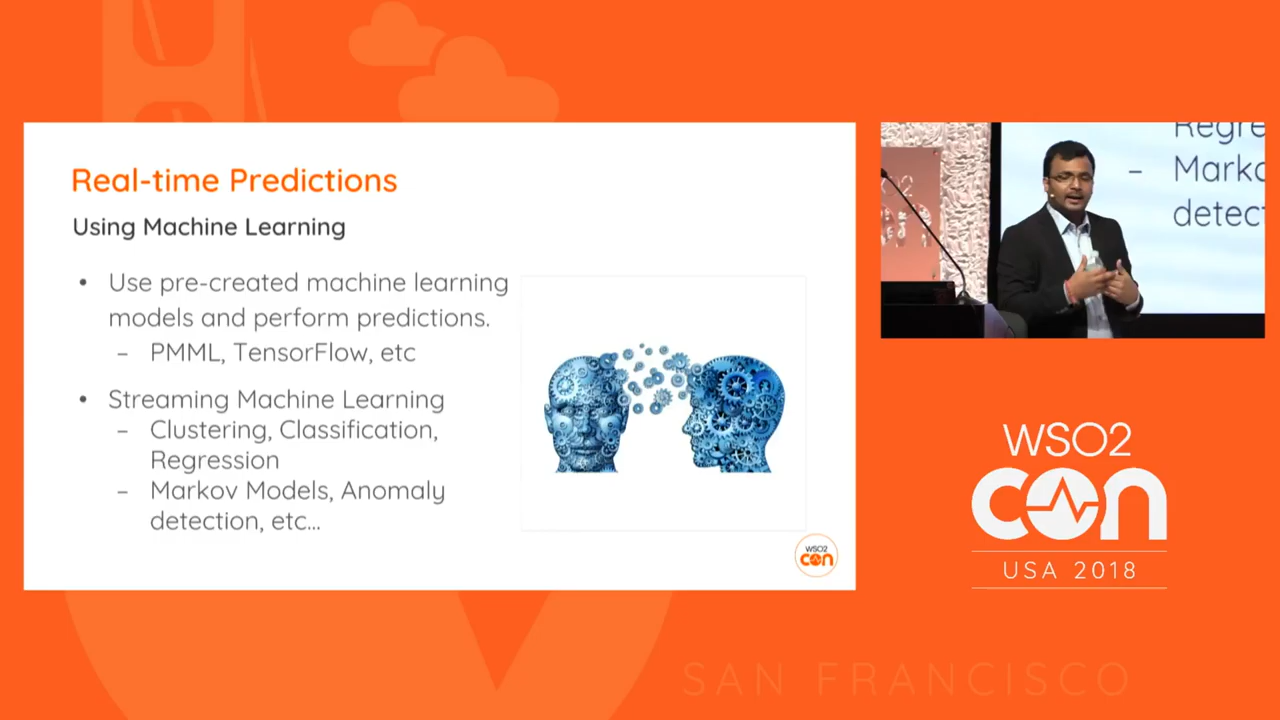 Real-time Predictions
Using Machine Learning
• Use pre-created machine learning
models and perform predictions.
– PMML, TensorFlow, etc
• Streaming Machine Learning
– Clustering, Classification,
Regression
– Markov Models, Anomaly
detection, etc...
WSO2
con
Regre
– Marko
detect
WSO2
con
USA 2018
SAN FRANCISCO